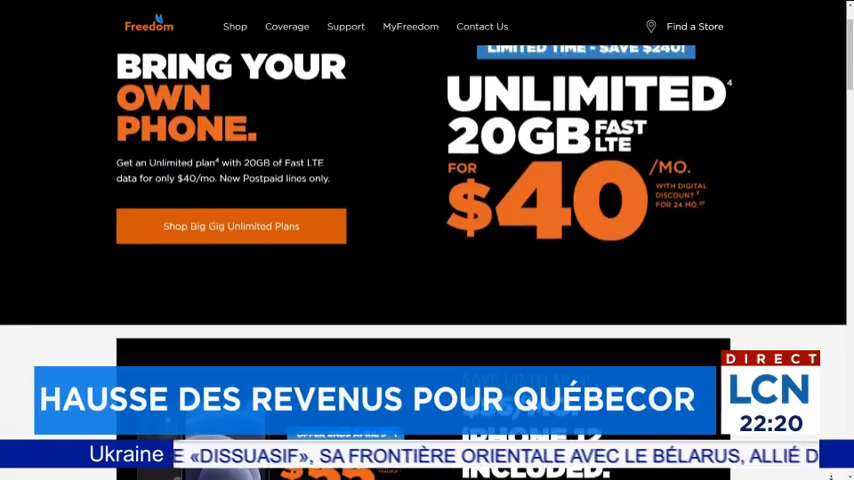 Freedom
Shop Coverage Support MyFreedom Contact Us Find a Store
BRING YOUR
OWN
PHONE.
Get an Unlimited plan4 with 20GB of Fast LTE
data for only $40/mo. New Postpaid lines only.
Shop Big Gig Unlimited Plans
LIMITED TIME - SAVE $240!
UNLIMITED4
20GB FAST LTE
FOR $40 /MO.
WITH DIGITAL
DISCOUNT
FOR 24 MO.
HAUSSE DES REVENUS POUR QUÉBECOR
DIRECT
LCN
22:20
IPHONE 12
INCLUDED.
Ukraine E «DISSUASIF», SA FRONTIÈRE ORIENTALE AVEC LE BÉLARUS, ALLIÉ D